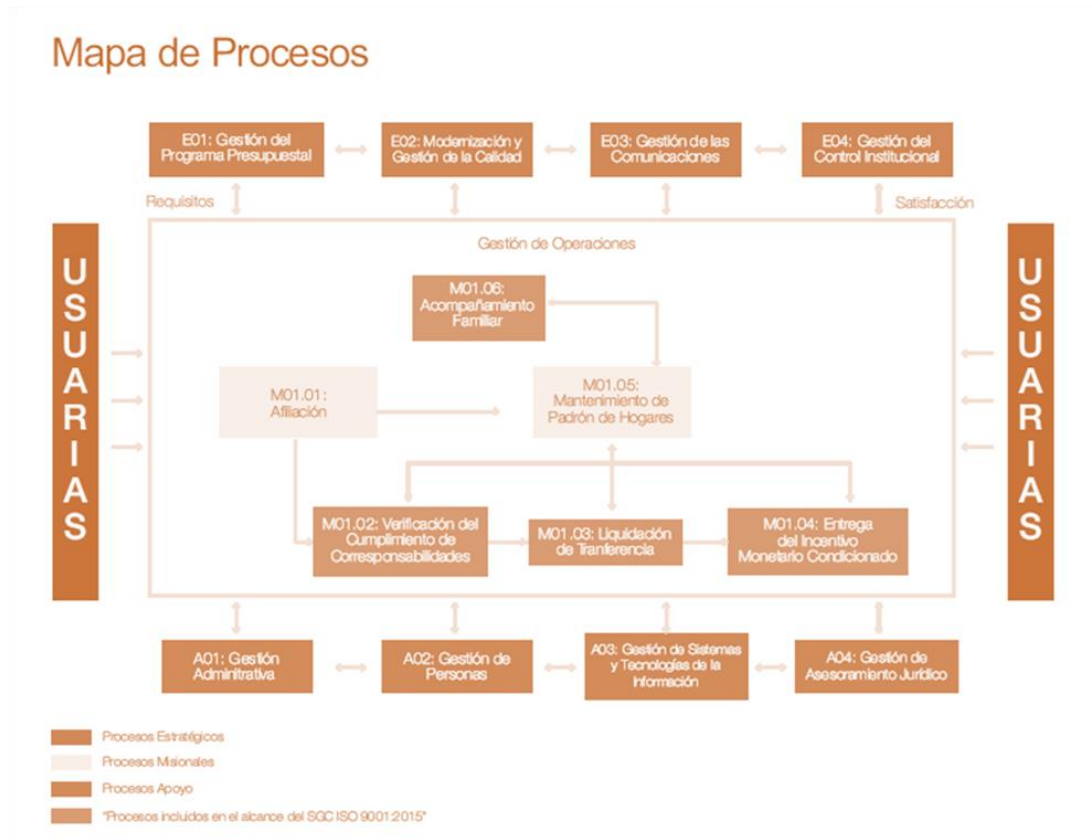 Mapa de Procesos
E01: Gestión del
Programa Presupuestal
E02: Modernización y
Gestión de la Calidad
E03: Gestión de las
Comunicaciones
E04: Gestión del
Control Institucional
Requisitos
Satisfacción
USUARIAS
Gestión de Operaciones
M01.06:
Acompañamiento
Familiar
M01.01:
Afiliación
M01.05:
Mantenimiento de
Padrón de Hogares
M01.02: Verificación del
Cumplimiento de
Corresponsabilidades
M01.03: Liquidación
de Tranferencia
M01.04: Entrega
del Incentivo
Monetario Condicionado
USUARIAS
A01: Gestión
Adminitrativa
A02: Gestión de
Personas
A03: Gestión de Sistemas
y Tecnologías de la
Información
A04: Gestión de
Asesoramiento Jurídico
Procesos Estratégicos
Procesos Misionales
Procesos Apoyo
"Procesos incluidos en el alcance del SGC ISO 9001:2015"